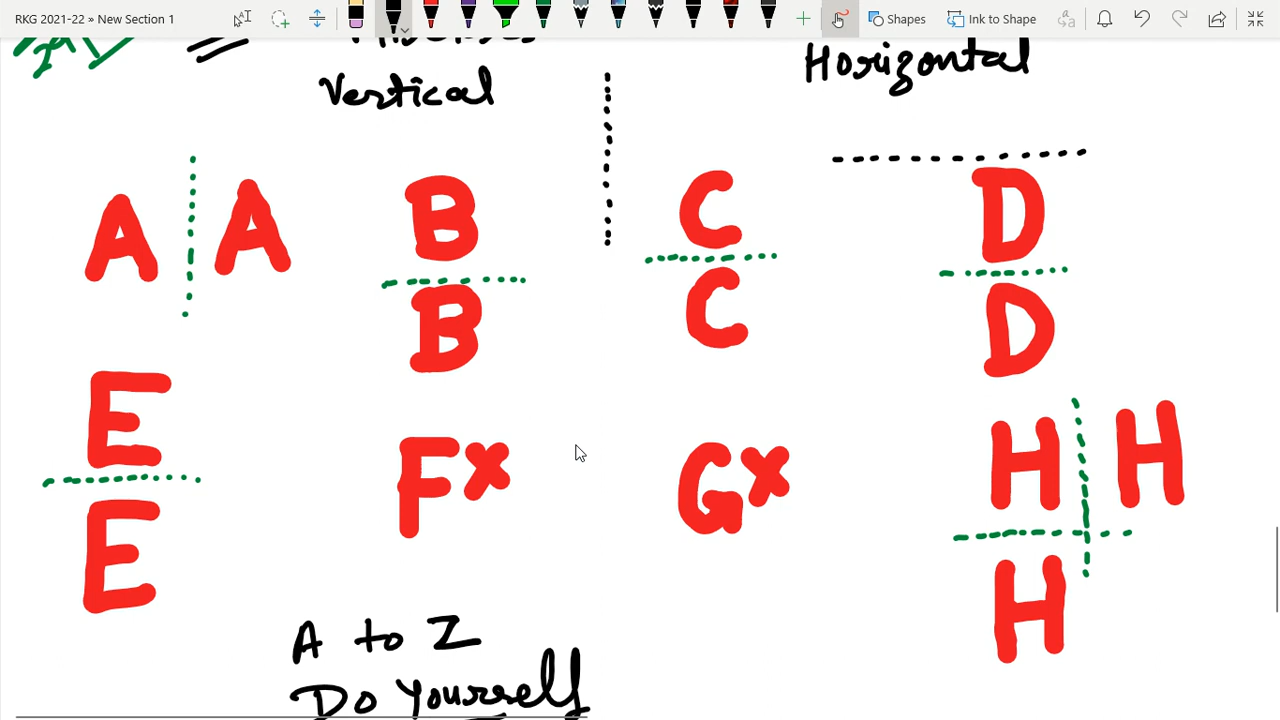 RKG 2021-22 » New Section 1
Shapes
Ink to Shape
Vertical
Horizontal
A A B C D
B C D
E F× G× H H
E H
A to Z
Do Yourself